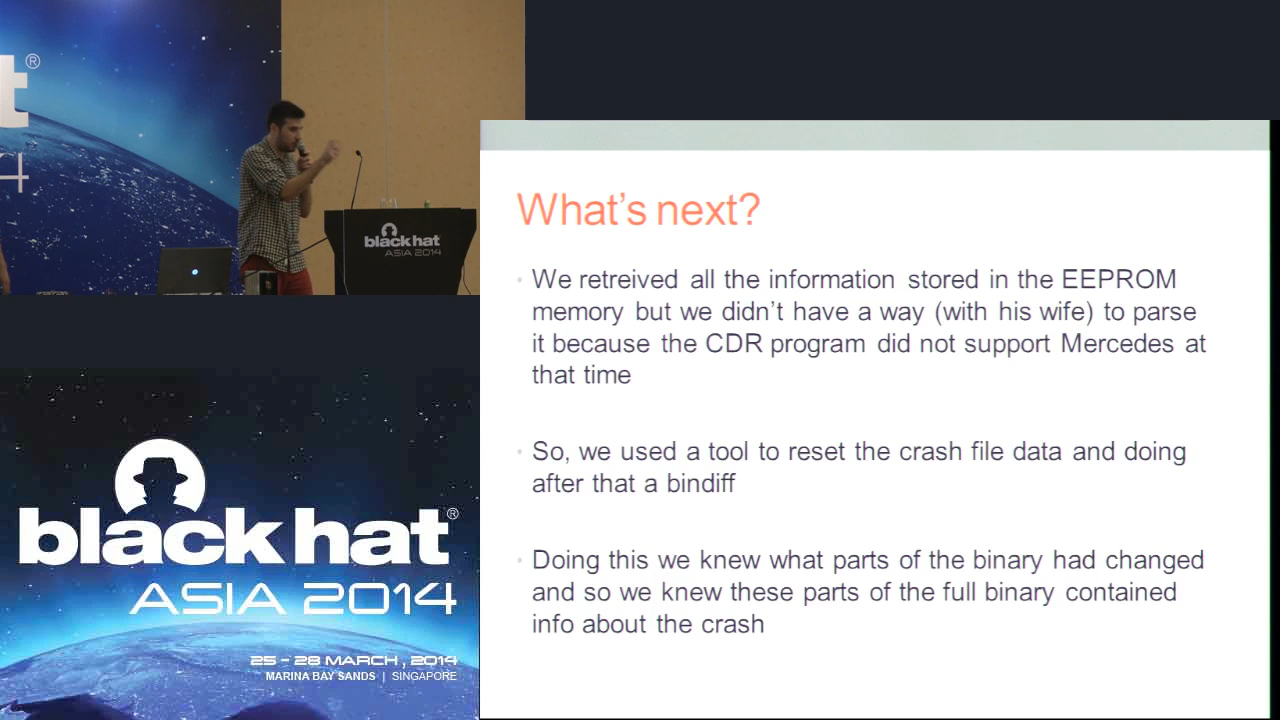 t®
4
black hat
ASIA 2014
What's next?
We retreived all the information stored in the EEPROM
memory but we didn't have a way (with his wife) to parse
it because the CDR program did not support Mercedes at
that time
So, we used a tool to reset the crash file data and doing
after that a bindiff
Doing this we knew what parts of the binary had changed
and so we knew these parts of the full binary contained
info about the crash
black hat®
ASIA 2014
25 - 28 MARCH, 2014
MARINA BAY SANDS | SINGAPORE